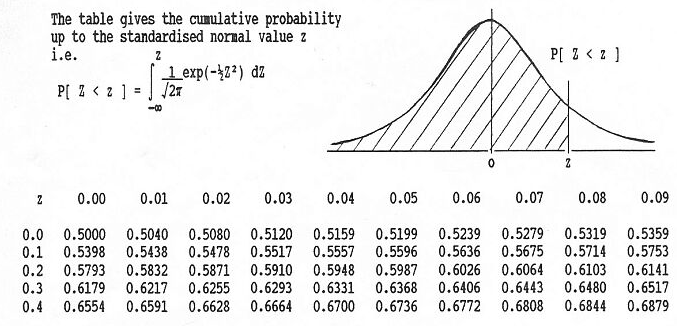 The table gives the cumulative probability
up to the standardised normal value z
i.e.
P[ Z < z ] = ∫ from -∞ to z 1/√2π exp(-½Z²) dZ
P[ Z < z ]
0 z
z 0.00 0.01 0.02 0.03 0.04 0.05 0.06 0.07 0.08 0.09
0.0 0.5000 0.5040 0.5080 0.5120 0.5159 0.5199 0.5239 0.5279 0.5319 0.5359
0.1 0.5398 0.5438 0.5478 0.5517 0.5557 0.5596 0.5636 0.5675 0.5714 0.5753
0.2 0.5793 0.5832 0.5871 0.5910 0.5948 0.5987 0.6026 0.6064 0.6103 0.6141
0.3 0.6179 0.6217 0.6255 0.6293 0.6331 0.6368 0.6406 0.6443 0.6480 0.6517
0.4 0.6554 0.6591 0.6628 0.6664 0.6700 0.6736 0.6772 0.6808 0.6844 0.6879